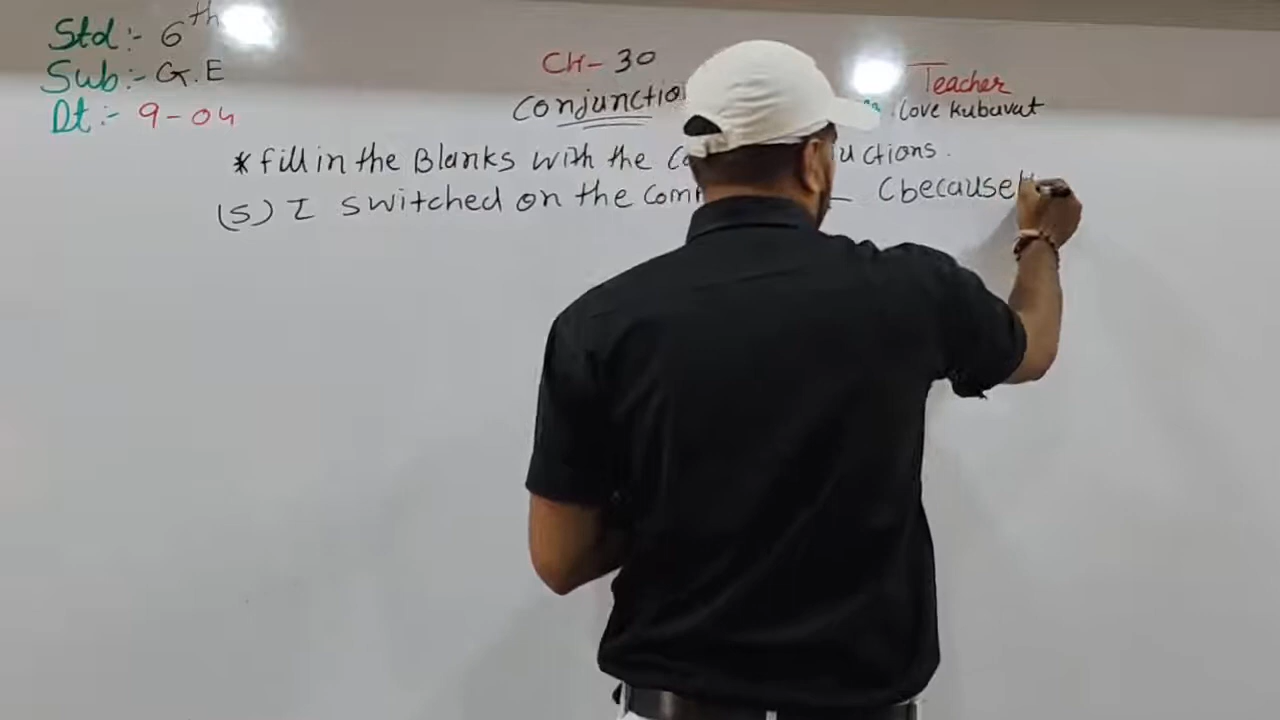 Std:- 6th
Sub:- G.E
Dt:- 9-04
CH- 30
Conjunctio
Teacher
love Kubavat
* fill in the Blanks with the uctions.
(5) I switched on the com _ (because